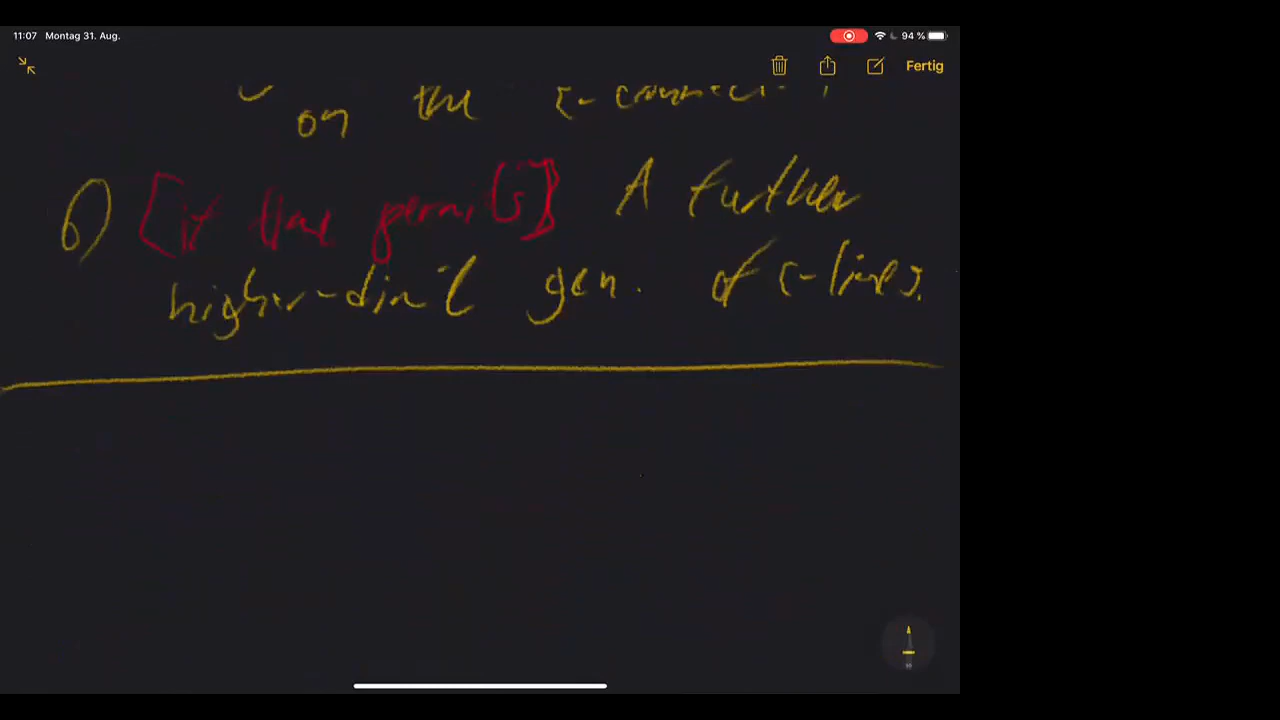 11:07 Montag 31. Aug. 94 %
Fertig
on the
6) [if time permits] A further
higher-dim'l gen. of c-lines.